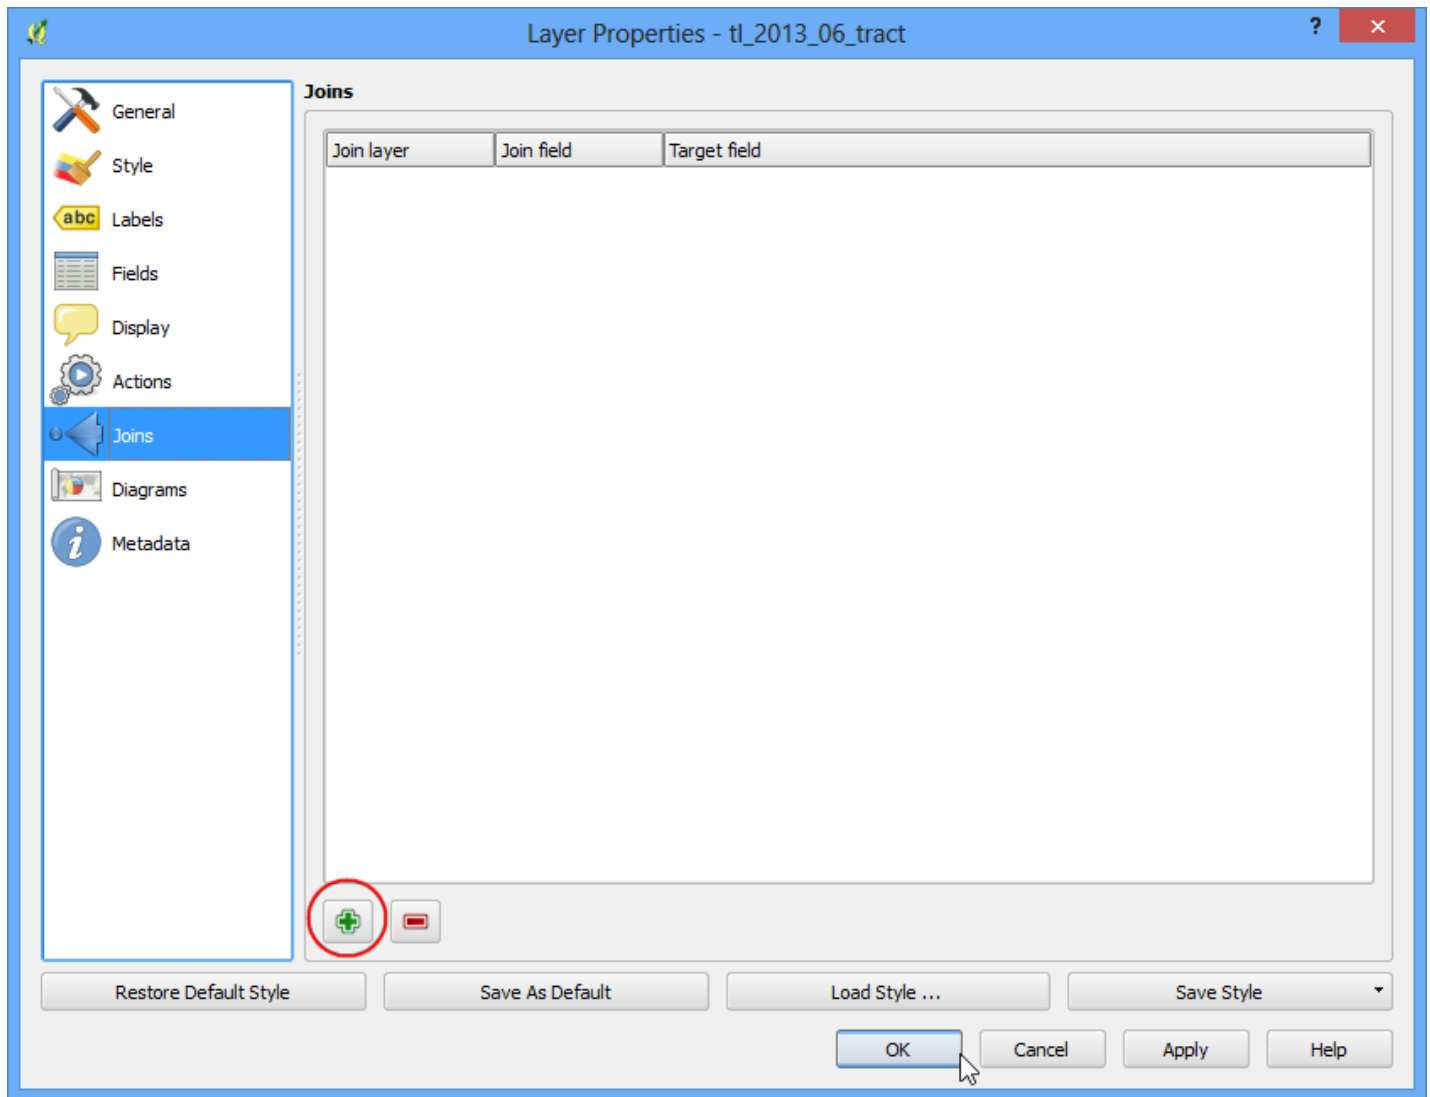 Layer Properties - tl_2013_06_tract
?
General
Style
abc Labels
Fields
Display
Actions
Joins
Diagrams
i Metadata
Joins
Join layer Join field Target field
Restore Default Style Save As Default Load Style ... Save Style
OK Cancel Apply Help